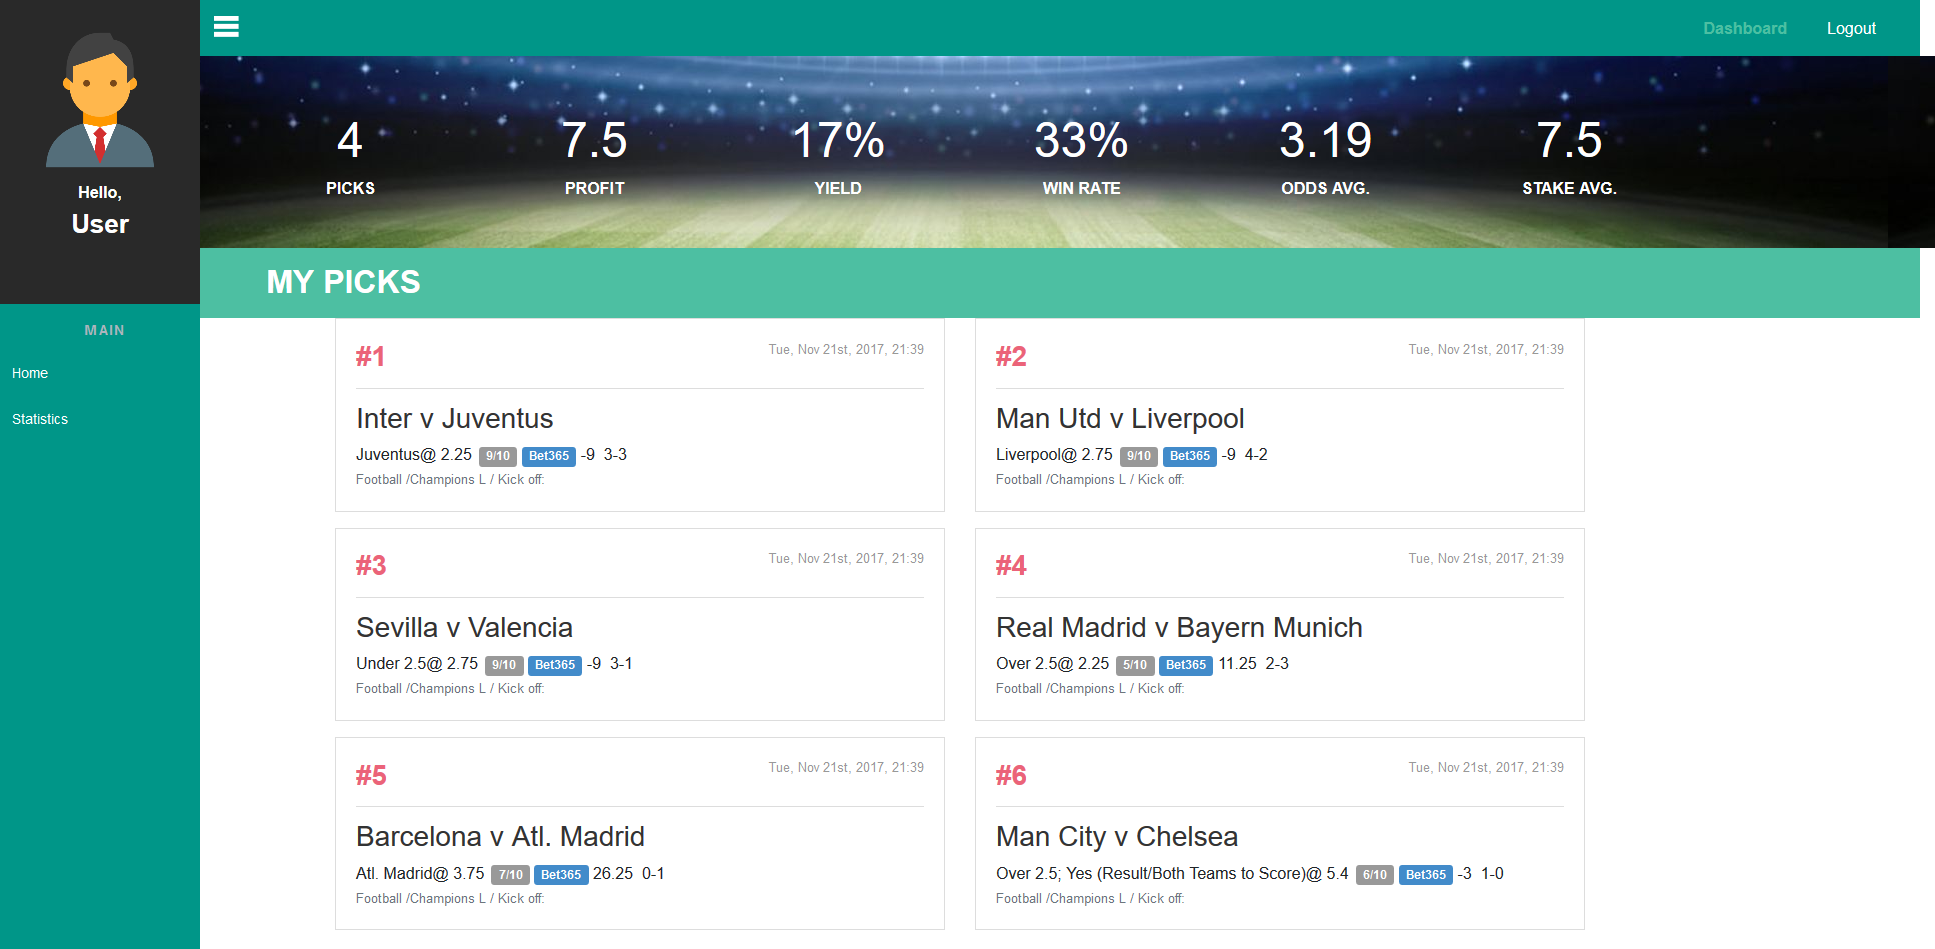 Dashboard Logout
Hello,
User
4 7.5 17% 33% 3.19 7.5
PICKS PROFIT YIELD WIN RATE ODDS AVG. STAKE AVG.
MY PICKS
MAIN
Home
Statistics
#1 Tue, Nov 21st, 2017, 21:39
Inter v Juventus
Juventus@ 2.25 9/10 Bet365 -9 3-3
Football /Champions L / Kick off:
#2 Tue, Nov 21st, 2017, 21:39
Man Utd v Liverpool
Liverpool@ 2.75 9/10 Bet365 -9 4-2
Football /Champions L / Kick off:
#3 Tue, Nov 21st, 2017, 21:39
Sevilla v Valencia
Under 2.5@ 2.75 9/10 Bet365 -9 3-1
Football /Champions L / Kick off:
#4 Tue, Nov 21st, 2017, 21:39
Real Madrid v Bayern Munich
Over 2.5@ 2.25 5/10 Bet365 11.25 2-3
Football /Champions L / Kick off:
#5 Tue, Nov 21st, 2017, 21:39
Barcelona v Atl. Madrid
Atl. Madrid@ 3.75 7/10 Bet365 26.25 0-1
Football /Champions L / Kick off:
#6 Tue, Nov 21st, 2017, 21:39
Man City v Chelsea
Over 2.5; Yes (Result/Both Teams to Score)@ 5.4 6/10 Bet365 -3 1-0
Football /Champions L / Kick off: